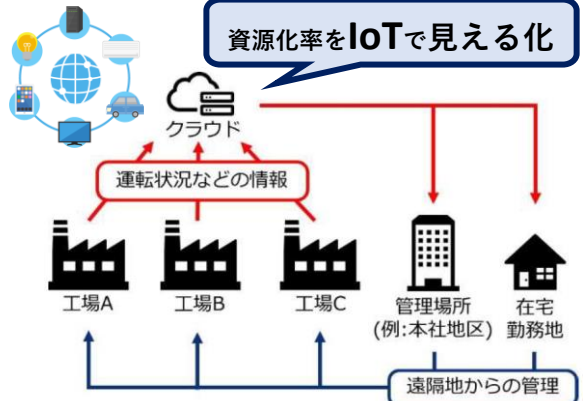 資源化率をIoTで見える化
クラウド
運転状況などの情報
工場A
工場B
工場C
管理場所
(例:本社地区)
在宅
勤務地
遠隔地からの管理